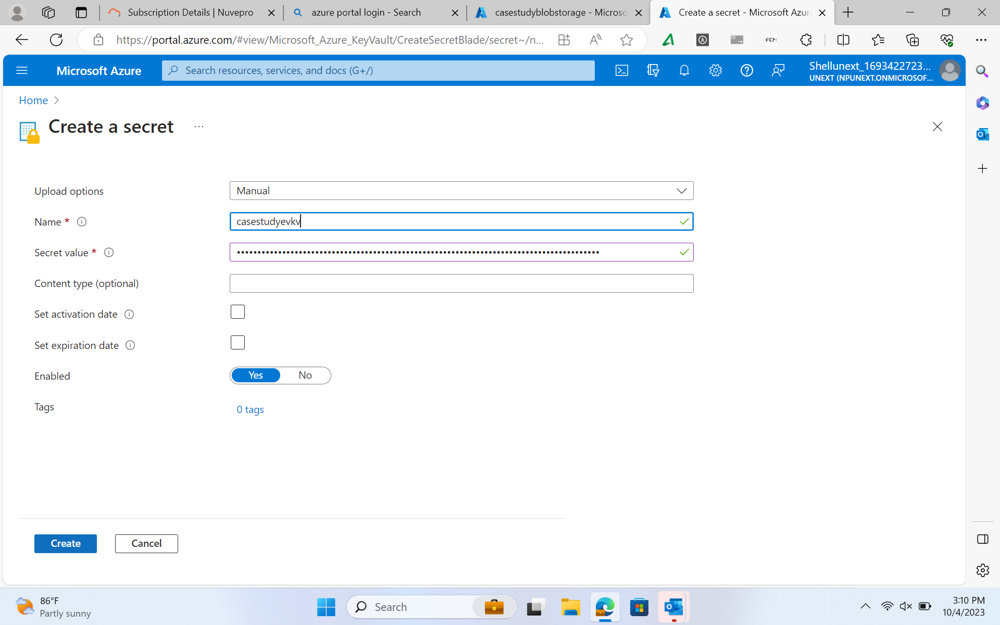 Subscription Details | Nuvepro
azure portal login - Search
casestudyblobstorage - Microso
Create a secret - Microsoft Azure
https://portal.azure.com/#view/Microsoft_Azure_KeyVault/CreateSecretBlade/secret~/n...
FCM
Microsoft Azure
Search resources, services, and docs (G+/)
Shellunext_1693422723...
UNEXT (NPUNEXT.ONMICROSOF...
Home
Create a secret
Upload options
Manual
Name *
casestudyevkv
Secret value *
Content type (optional)
Set activation date
Set expiration date
Enabled
Yes No
Tags
0 tags
Create
Cancel
86°F
Partly sunny
Search
3:10 PM
10/4/2023